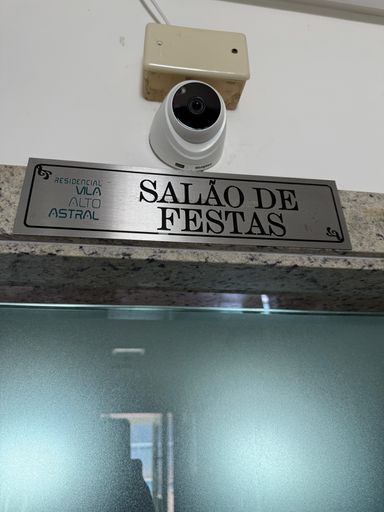 RESIDENCIAL
VILA
ALTO
ASTRAL
SALÃO DE
FESTAS